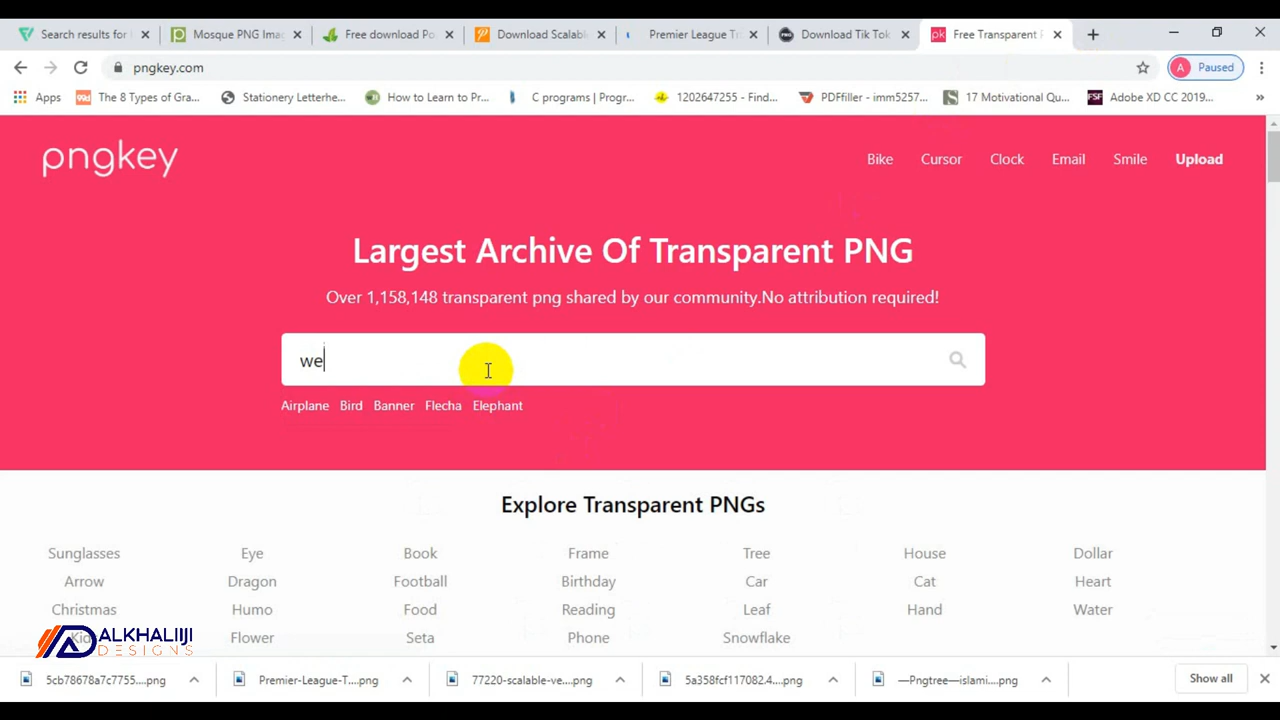 Search results for
Mosque PNG Ima
Free download Po
Download Scalabl
Premier League T
Download Tik Tok
pk Free Transparent
pngkey.com
A Paused
Apps
99d The 8 Types of Gra...
Stationery Letterhe...
How to Learn to Pr...
C programs | Progr...
1202647255 - Find...
PDFfiller - imm5257...
17 Motivational Qu...
FSF Adobe XD CC 2019...
»
pngkey
Bike Cursor Clock Email Smile Upload
Largest Archive Of Transparent PNG
Over 1,158,148 transparent png shared by our community.No attribution required!
we
Airplane Bird Banner Flecha Elephant
Explore Transparent PNGs
Sunglasses Eye Book Frame Tree House Dollar
Arrow Dragon Football Birthday Car Cat Heart
Christmas Humo Food Reading Leaf Hand Water
Flower Seta Phone Snowflake
ALKHALIIJI
DESIGNS
5cb78678a7c7755....png
Premier-League-T....png
77220-scalable-ve....png
5a358fcf117082.4....png
—Pngtree—islami....png
Show all